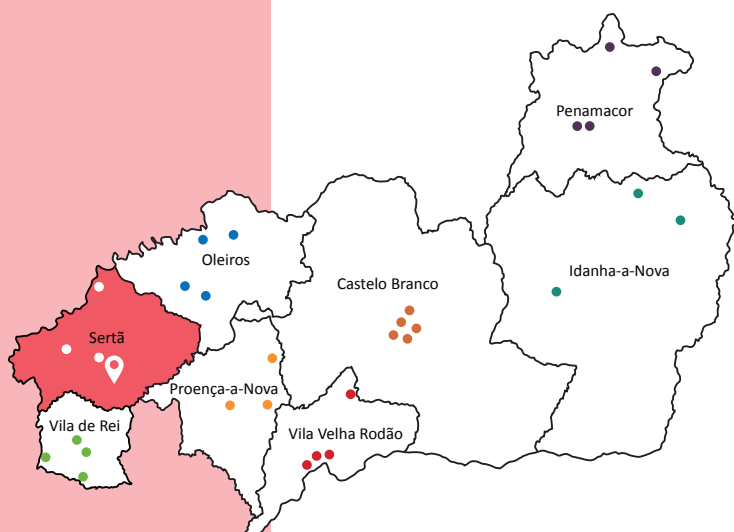 Penamacor
Oleiros
Idanha-a-Nova
Castelo Branco
Sertã
Proença-a-Nova
Vila de Rei
Vila Velha Rodão